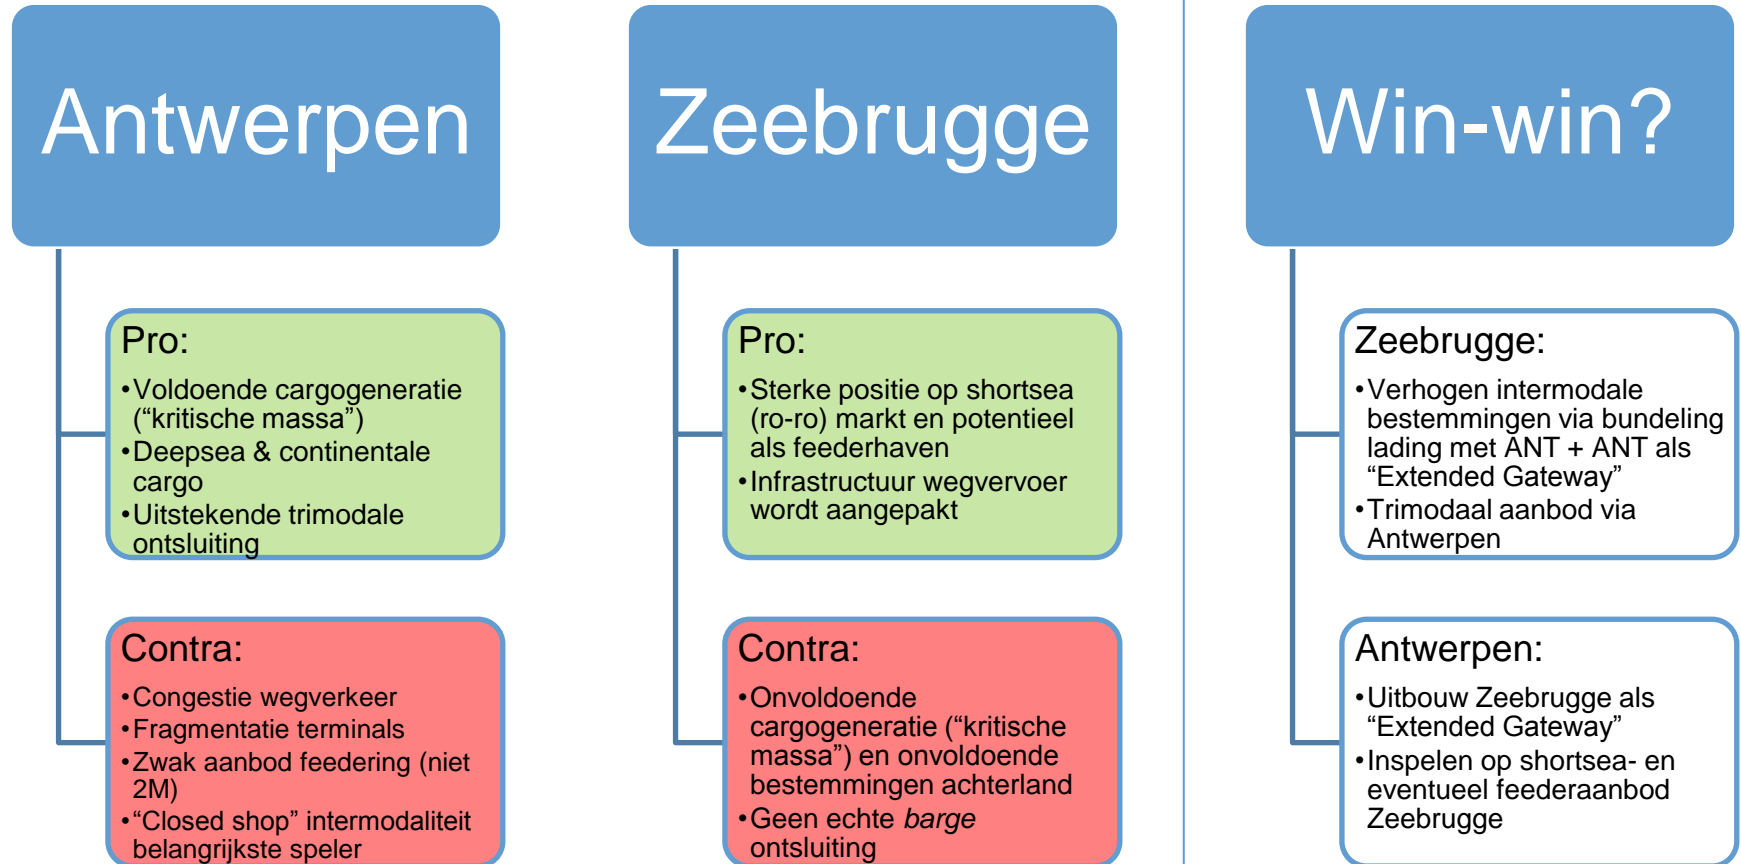 Antwerpen
Pro:
•Voldoende cargogeneratie
(“kritische massa”)
•Deepsea & continentale
cargo
•Uitstekende trimodale
ontsluiting
Contra:
•Congestie wegverkeer
•Fragmentatie terminals
•Zwak aanbod feedering (niet
2M)
•“Closed shop” intermodaliteit
belangrijkste speler
Zeebrugge
Pro:
•Sterke positie op shortsea
(ro-ro) markt en potentieel
als feederhaven
•Infrastructuur wegvervoer
wordt aangepakt
Contra:
•Onvoldoende
cargogeneratie (“kritische
massa”) en onvoldoende
bestemmingen achterland
•Geen echte barge
ontsluiting
Win-win?
Zeebrugge:
•Verhogen intermodale
bestemmingen via bundeling
lading met ANT + ANT als
“Extended Gateway”
•Trimodaal aanbod via
Antwerpen
Antwerpen:
•Uitbouw Zeebrugge als
“Extended Gateway”
•Inspelen op shortsea- en
eventueel feederaanbod
Zeebrugge